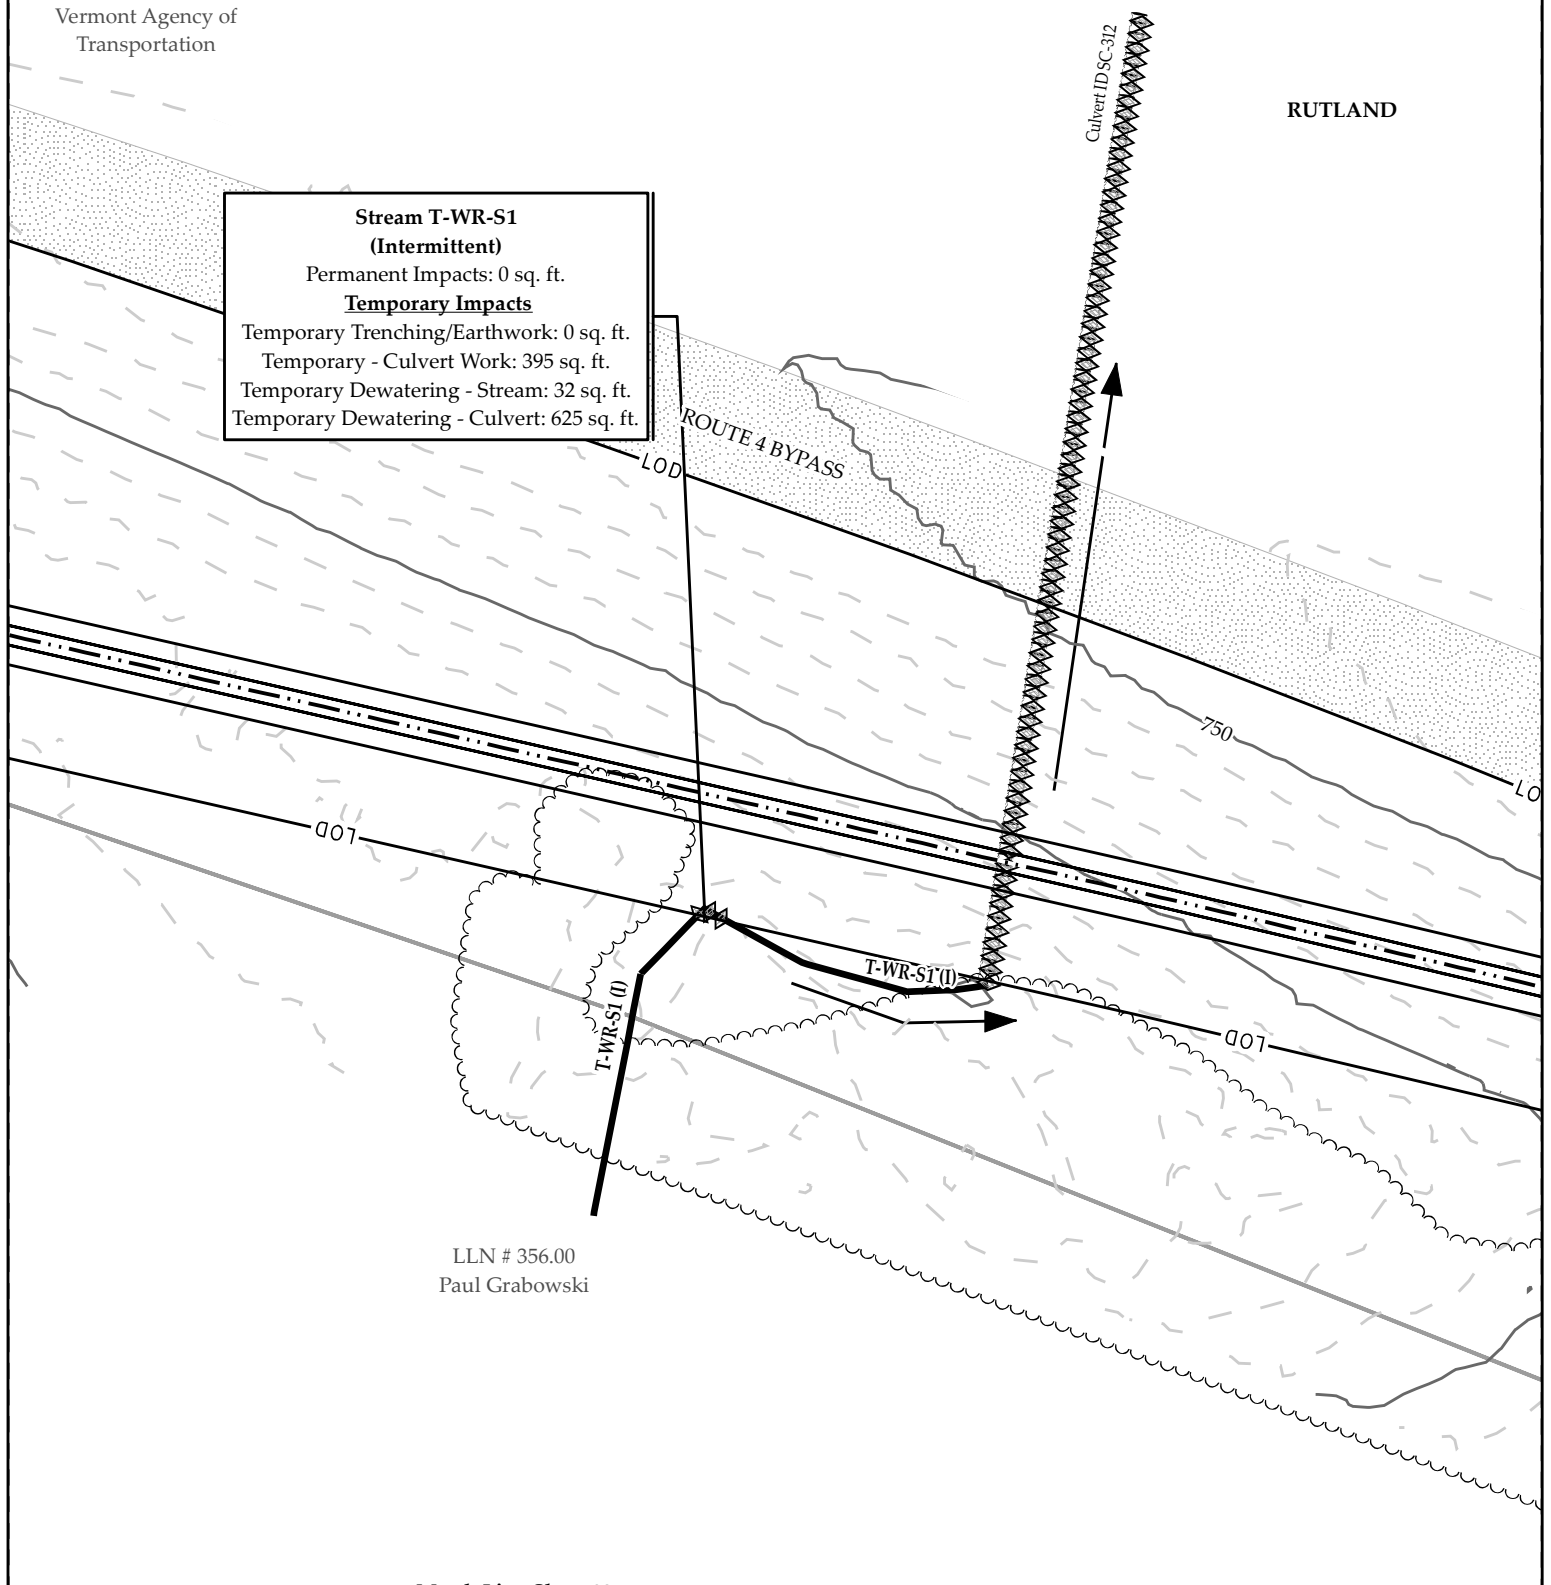 Vermont Agency of
Transportation
Culvert ID SC-312
RUTLAND
Stream T-WR-S1
(Intermittent)
Permanent Impacts: 0 sq. ft.
Temporary Impacts
Temporary Trenching/Earthwork: 0 sq. ft.
Temporary - Culvert Work: 395 sq. ft.
Temporary Dewatering - Stream: 32 sq. ft.
Temporary Dewatering - Culvert: 625 sq. ft.
ROUTE 4 BYPASS
LOD
750
LO
LOD
T-WR-S1 (I)
T-WR-S1 (I)
LOD
LLN # 356.00
Paul Grabowski